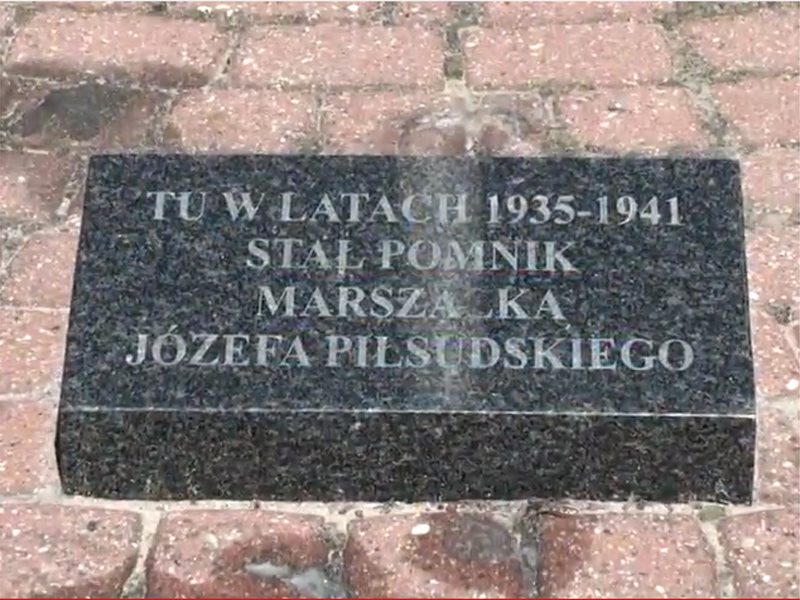 TU W LATACH 1935-1941
STAŁ POMNIK
MARSZAŁKA
JÓZEFA PIŁSUDSKIEGO